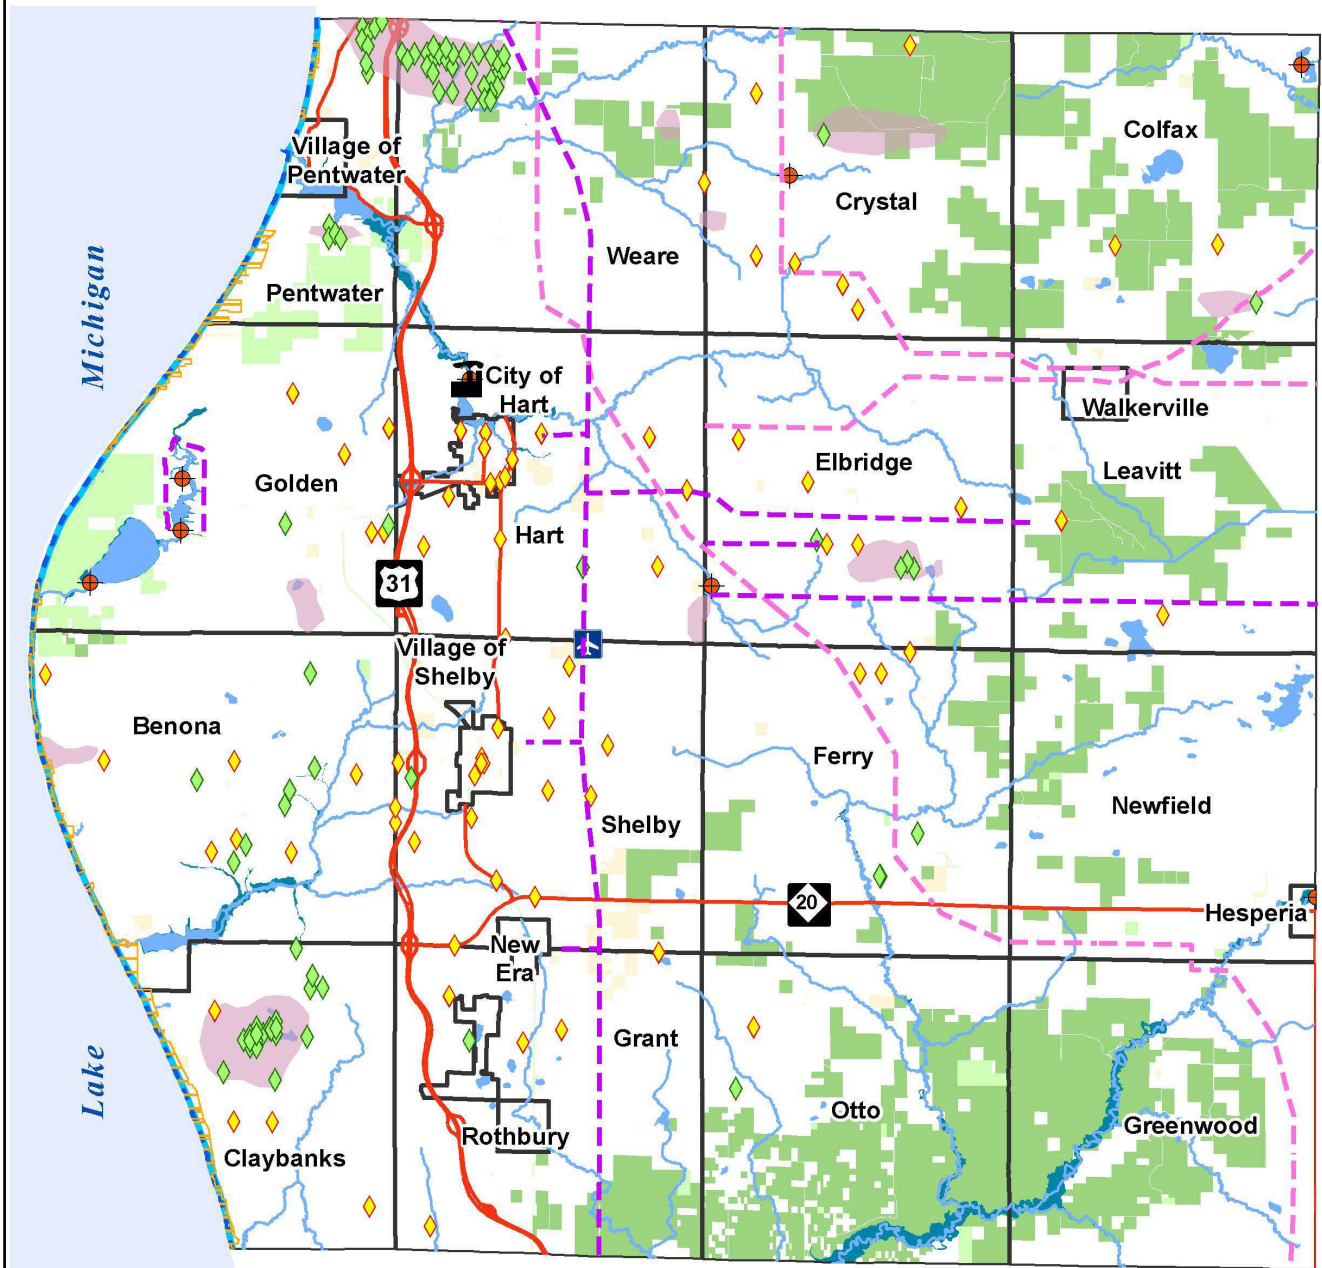 Village of
Pentwater
Colfax
Crystal
Weare
Michigan
Pentwater
City of
Hart
Walkerville
Elbridge
Leavitt
Golden
Hart
31
Village of
Shelby
Benona
Ferry
Newfield
Shelby
20
Hesperia
New
Era
Grant
Lake
Otto
Greenwood
Rothbury
Claybanks